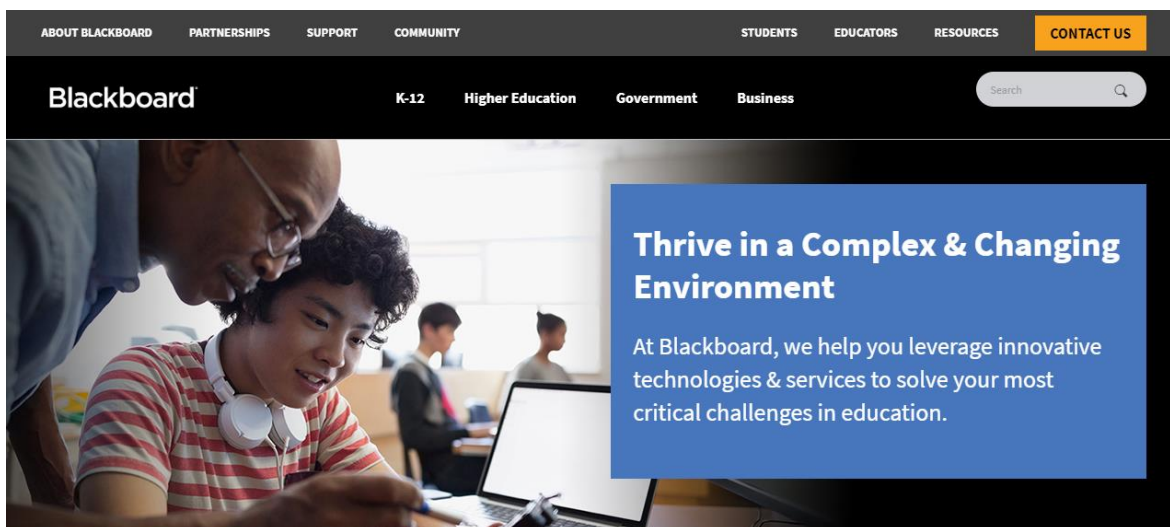 ABOUT BLACKBOARD PARTNERSHIPS SUPPORT COMMUNITY STUDENTS EDUCATORS RESOURCES CONTACT US
Blackboard K-12 Higher Education Government Business Search
Thrive in a Complex & Changing
Environment
At Blackboard, we help you leverage innovative
technologies & services to solve your most
critical challenges in education.